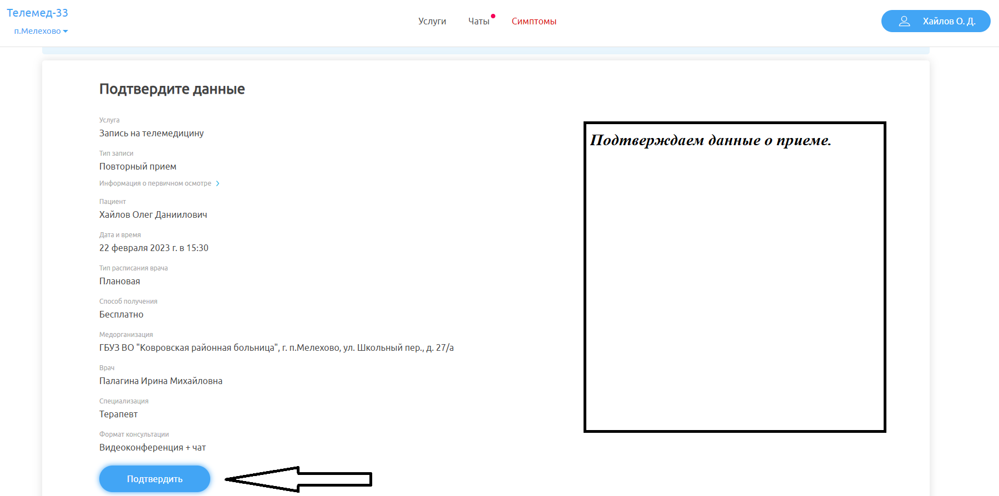 Телемед-33
п.Мелехово
Услуги
Чаты
Симптомы
Хайлов О. Д.
Подтвердите данные
Услуга
Запись на телемедицину
Тип записи
Повторный прием
Информация о первичном осмотре
Пациент
Хайлов Олег Даниилович
Дата и время
22 февраля 2023 г. в 15:30
Тип расписания врача
Плановая
Способ получения
Бесплатно
Медорганизация
ГБУЗ ВО "Ковровская районная больница", г. п.Мелехово, ул. Школьный пер., д. 27/а
Врач
Палагина Ирина Михайловна
Специализация
Терапевт
Формат консультации
Видеоконференция + чат
Подтвердить
Подтверждаем данные о приеме.